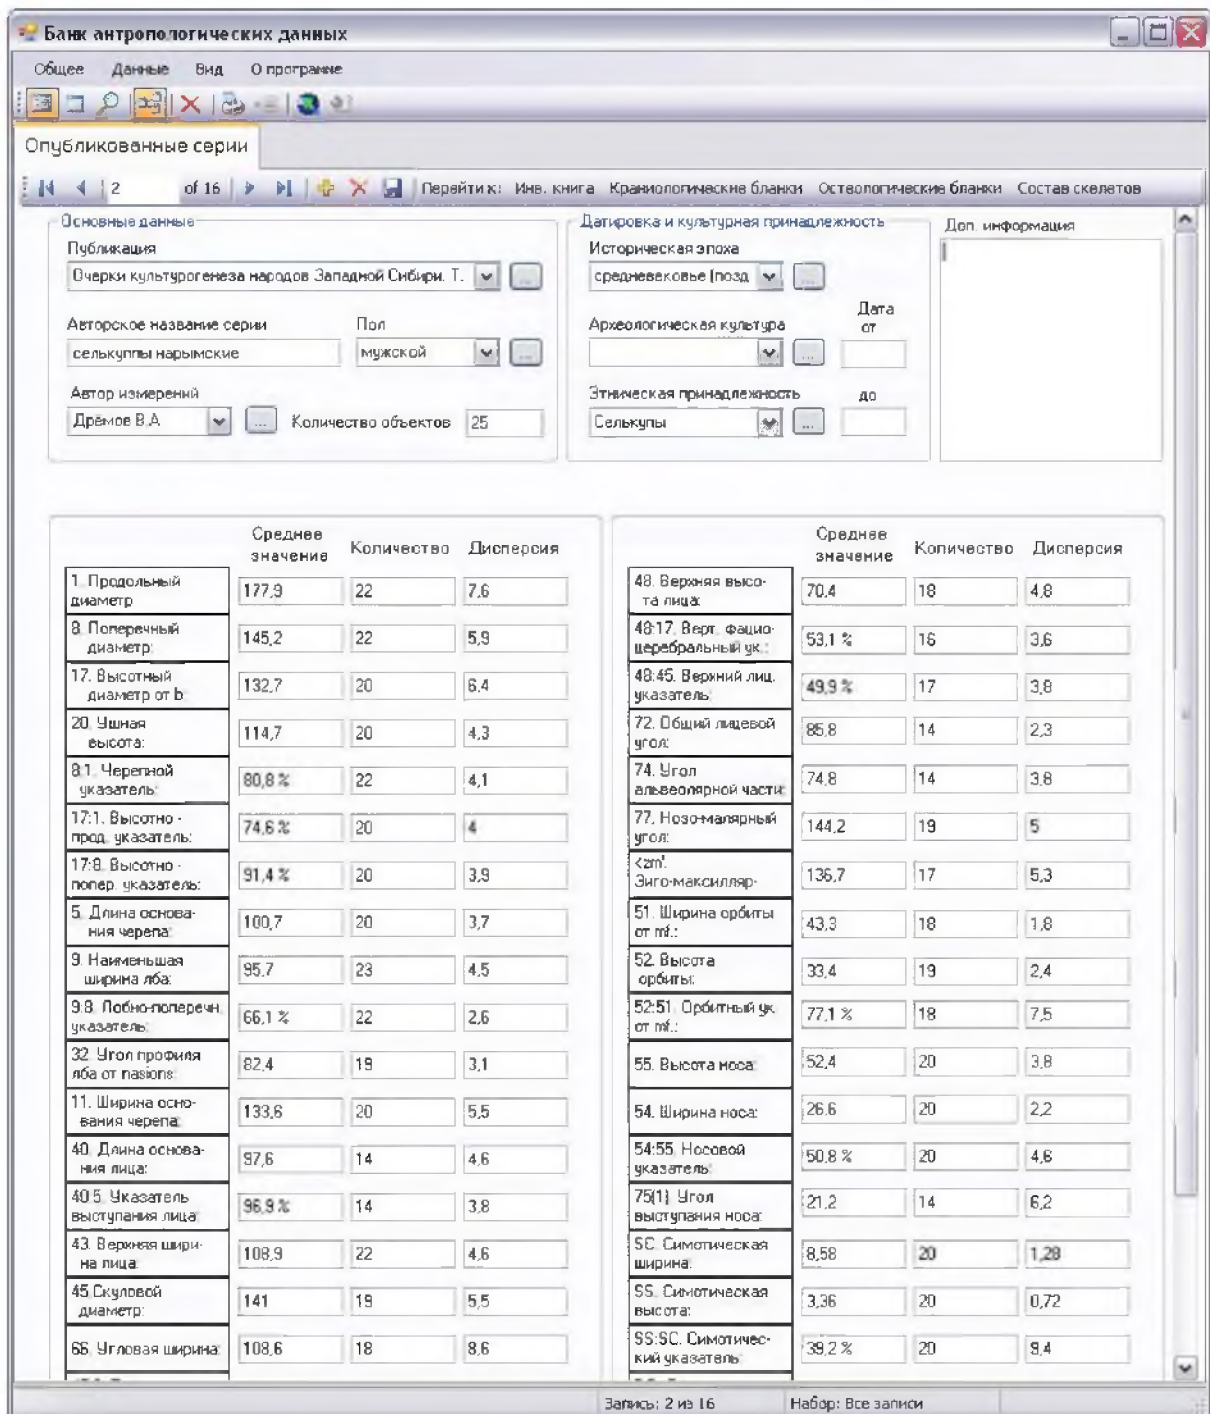 Банк антропологических данных
Общее Данные Вид О программе
Опубликованные серии
2 of 16 Перейти к: Инв. книга Краниологические бланки Остеологические бланки Состав скелетов
Основные данные
Публикация
Очерки культурогенеза народов Западной Сибири. Т.
Авторское название серии Пол
селькуппы нарымские мужской
Автор измерений
Дрёмов В.А Количество объектов 25
Датировка и культурная принадлежность
Историческая эпоха
средневековье (позд
Археологическая культура
Дата
от
Этническая принадлежность до
Селькупы
Доп. информация
Среднее
значение Количество Дисперсия
1. Продольный
диаметр 177,9 22 7,6
8. Поперечный
диаметр: 145,2 22 5,9
17. Высотный
диаметр от b: 132,7 20 6,4
20. Ушная
высота: 114,7 20 4,3
8:1. Черепной
указатель: 80,8 % 22 4,1
17:1. Высотно -
прод. указатель: 74,6 % 20 4
17:8. Высотно -
попер. указатель: 91,4 % 20 3,9
5. Длина основа-
ния черепа: 100,7 20 3,7
9. Наименьшая
ширина лба: 95,7 23 4,5
9:8. Лобно-поперечн.
указатель: 66,1 % 22 2,6
32. Угол профиля
лба от nasions: 82,4 19 3,1
11. Ширина осно-
вания черепа: 133,6 20 5,5
40. Длина основа-
ния лица: 97,6 14 4,6
40:5. Указатель
выступания лица: 96,9 % 14 3,8
43. Верхняя шири-
на лица: 108,9 22 4,6
45.Скуловой
диаметр: 141 19 5,5
66. Угловая ширина: 108,6 18 8,6
Среднее
значение Количество Дисперсия
48. Верхняя высо-
та лица: 70,4 18 4,8
48:17. Верт. фацио-
церебральный ук.: 53,1 % 16 3,6
48:45. Верхний лиц.
указатель: 49,9 % 17 3,8
72. Общий лицевой
угол: 85,8 14 2,3
74. Угол
альвеолярной части: 74,8 14 3,8
77. Нозо-малярный
угол: 144,2 19 5
<zm'.
Зиго-максилляр- 136,7 17 5,3
51. Ширина орбиты
от mf.: 43,3 18 1,8
52. Высота
орбиты: 33,4 19 2,4
52:51. Орбитный ук.
от mf.: 77,1 % 18 7,5
55. Высота носа: 52,4 20 3,8
54. Ширина носа: 26,6 20 2,2
54:55. Носовой
указатель: 50,8 % 20 4,6
75(1). Угол
выступания носа: 21,2 14 6,2
SC. Симотическая
ширина: 8,58 20 1,28
SS. Симотическая
высота: 3,36 20 0,72
SS:SC. Симотичес-
кий указатель: 39,2 % 20 9,4
Запись: 2 из 16 Набор: Все записи